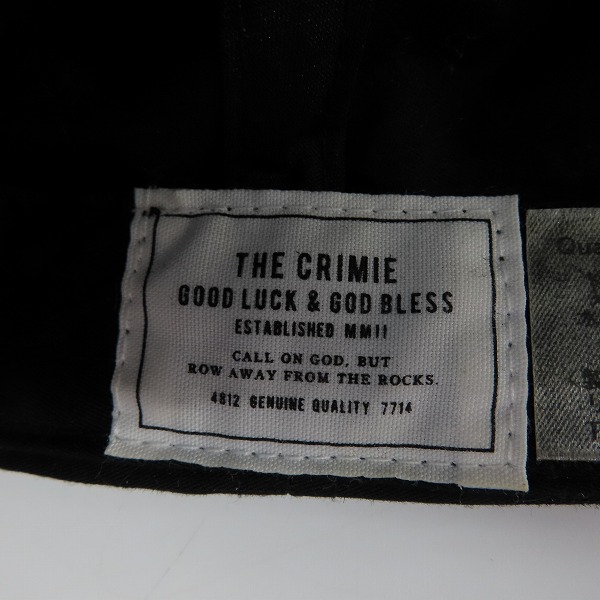 THE CRIMIE
GOOD LUCK & GOD BLESS
ESTABLISHED MMII
CALL ON GOD, BUT
ROW AWAY FROM THE ROCKS.
4812 GENUINE QUALITY 7714